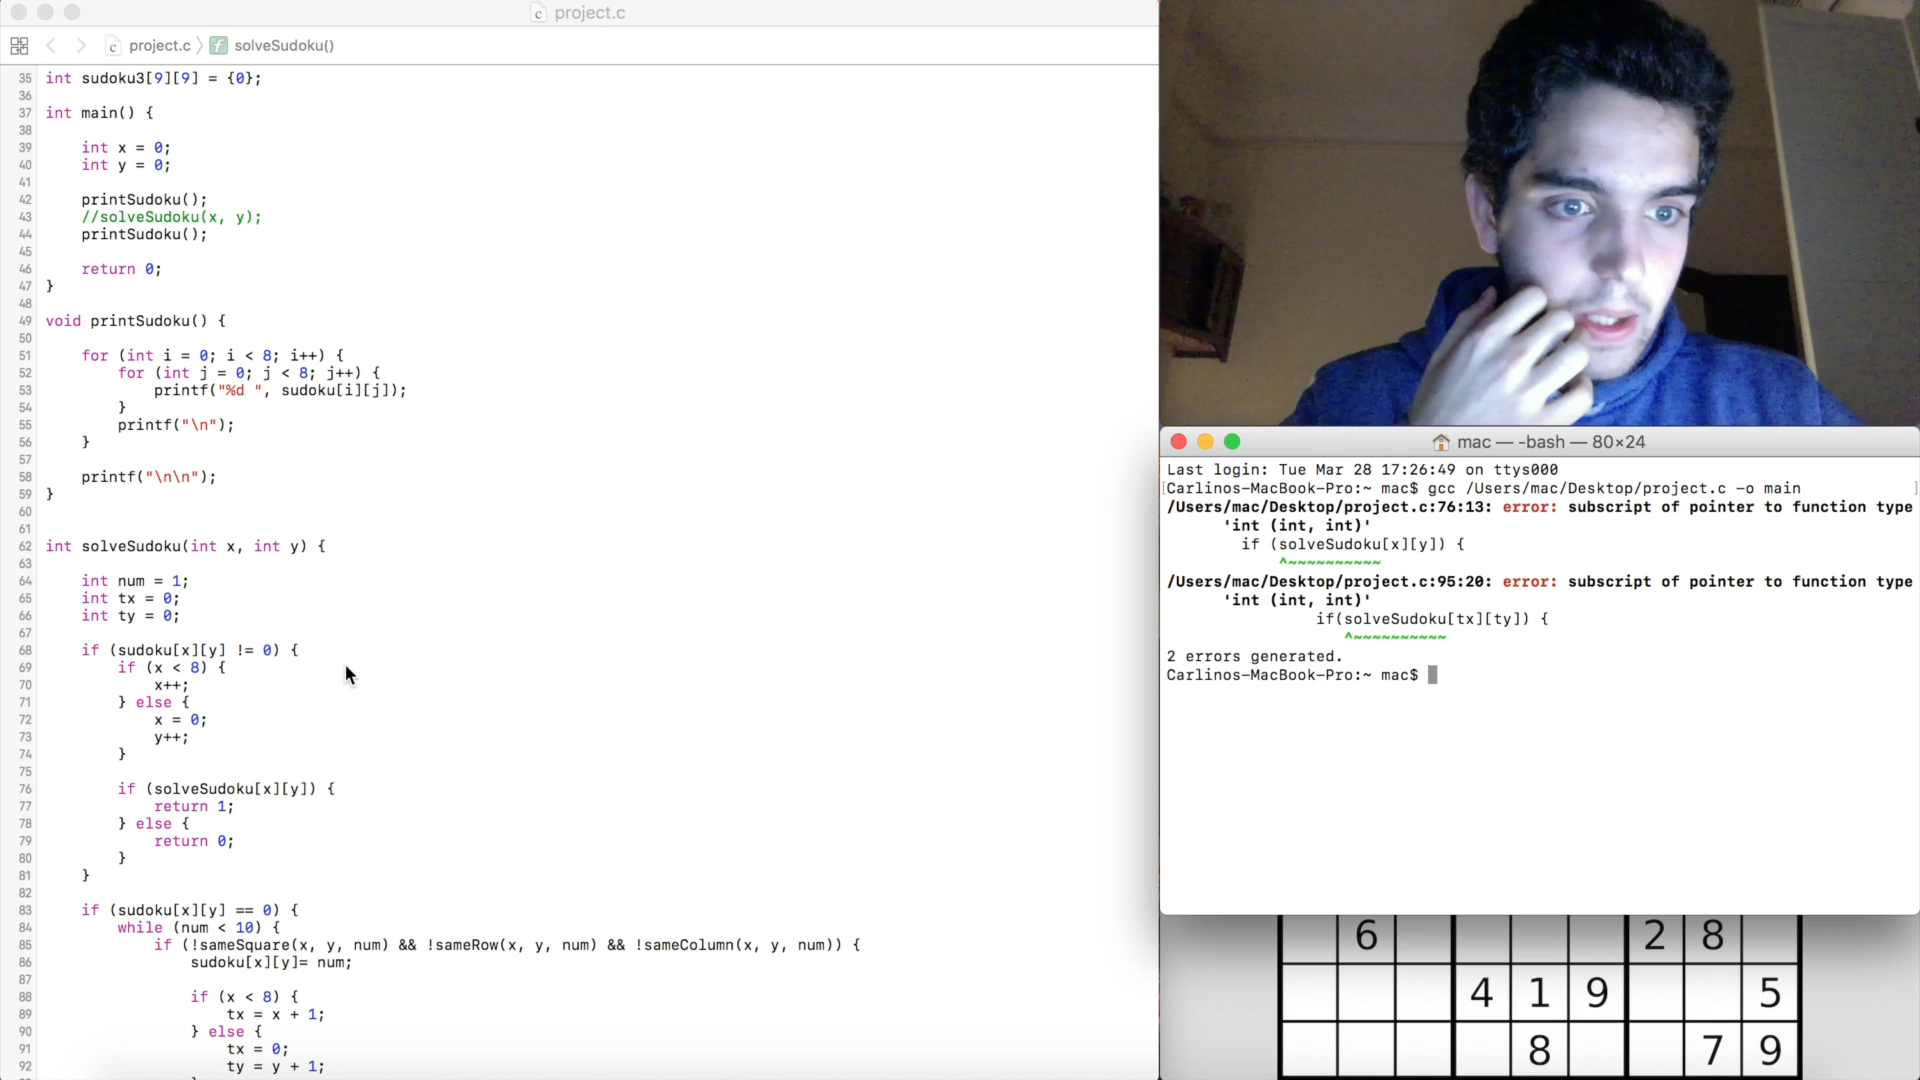 project.c
project.c
solveSudoku()
35 int sudoku3[9][9] = {0};
36
37 int main() {
38
39 int x = 0;
40 int y = 0;
41
42 printSudoku();
43 //solveSudoku(x, y);
44 printSudoku();
45
46 return 0;
47 }
48
49 void printSudoku() {
50
51 for (int i = 0; i < 8; i++) {
52 for (int j = 0; j < 8; j++) {
53 printf("%d ", sudoku[i][j]);
54 }
55 printf("\n");
56 }
57
58 printf("\n\n");
59 }
60
61
62 int solveSudoku(int x, int y) {
63
64 int num = 1;
65 int tx = 0;
66 int ty = 0;
67
68 if (sudoku[x][y] != 0) {
69 if (x < 8) {
70 x++;
71 } else {
72 x = 0;
73 y++;
74 }
75
76 if (solveSudoku[x][y]) {
77 return 1;
78 } else {
79 return 0;
80 }
81 }
82
83 if (sudoku[x][y] == 0) {
84 while (num < 10) {
85 if (!sameSquare(x, y, num) && !sameRow(x, y, num) && !sameColumn(x, y, num)) {
86 sudoku[x][y]= num;
87
88 if (x < 8) {
89 tx = x + 1;
90 } else {
91 tx = 0;
92 ty = y + 1;
mac — -bash — 80×24
Last login: Tue Mar 28 17:26:49 on ttys000
[Carlinos-MacBook-Pro:~ mac$ gcc /Users/mac/Desktop/project.c -o main ]
/Users/mac/Desktop/project.c:76:13: error: subscript of pointer to function type
'int (int, int)'
if (solveSudoku[x][y]) {
^~~~~~~~~~~
/Users/mac/Desktop/project.c:95:20: error: subscript of pointer to function type
'int (int, int)'
if(solveSudoku[tx][ty]) {
^~~~~~~~~~~
2 errors generated.
Carlinos-MacBook-Pro:~ mac$
6 2 8
4 1 9 5
8 7 9